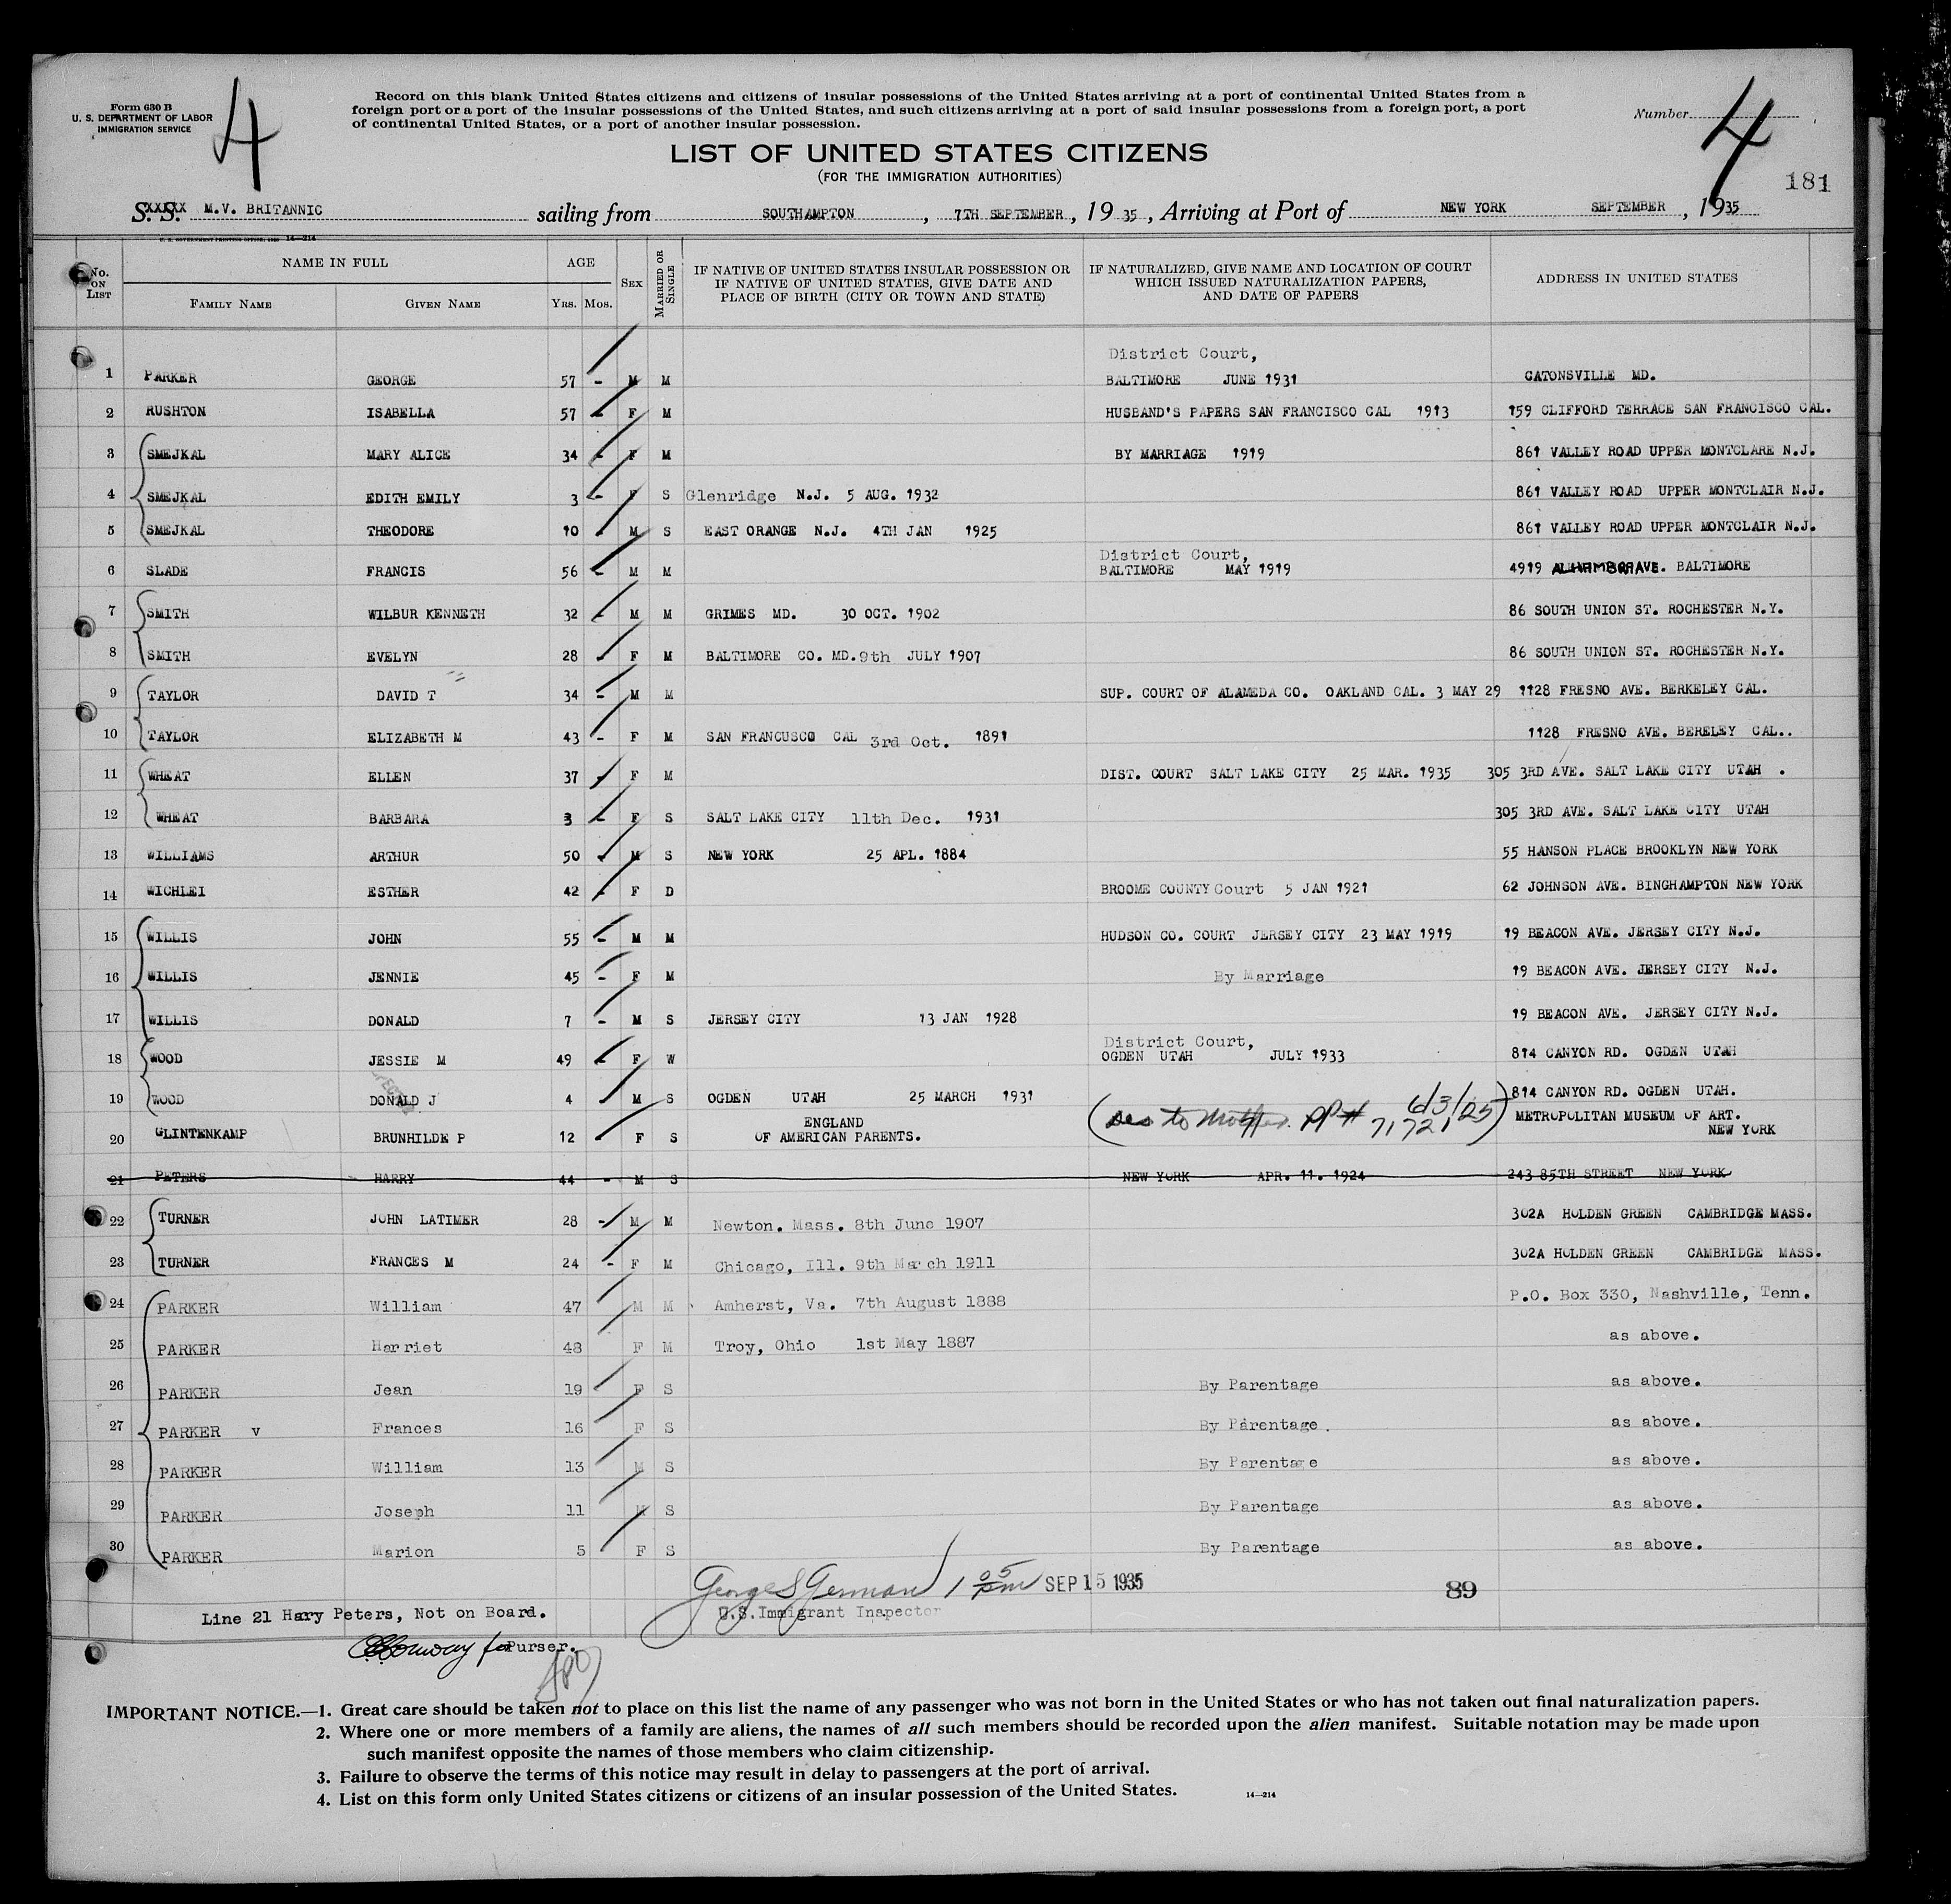 Form 630 B
U. S. DEPARTMENT OF LABOR
IMMIGRATION SERVICE
4
Record on this blank United States citizens and citizens of insular possessions of the United States arriving at a port of continental United States from a
foreign port or a port of the insular possessions of the United States, and such citizens arriving at a port of said insular possessions from a foreign port, a port
of continental United States, or a port of another insular possession.
Number 4
LIST OF UNITED STATES CITIZENS
(FOR THE IMMIGRATION AUTHORITIES)
181
S. S. M.V. BRITANNIC sailing from SOUTHAMPTON, 7TH SEPTEMBER, 19 35, Arriving at Port of NEW YORK SEPTEMBER, 1935
14—214
No. ON LIST NAME IN FULL FAMILY NAME GIVEN NAME AGE YRS. MOS. SEX MARRIED OR SINGLE
IF NATIVE OF UNITED STATES INSULAR POSSESSION OR
IF NATIVE OF UNITED STATES, GIVE DATE AND
PLACE OF BIRTH (CITY OR TOWN AND STATE)
IF NATURALIZED, GIVE NAME AND LOCATION OF COURT
WHICH ISSUED NATURALIZATION PAPERS,
AND DATE OF PAPERS
ADDRESS IN UNITED STATES
District Court,
1 PARKER GEORGE 57 - M M BALTIMORE JUNE 1931 CATONSVILLE MD.
2 RUSHTON ISABELLA 57 - F M HUSBAND'S PAPERS SAN FRANCISCO CAL 1913 159 CLIFFORD TERRACE SAN FRANCISCO CAL.
3 SMEJKAL MARY ALICE 34 - F M BY MARRIAGE 1919 861 VALLEY ROAD UPPER MONTCLARE N.J.
4 SMEJKAL EDITH EMILY 3 - F S Glenridge N.J. 5 AUG. 1932 861 VALLEY ROAD UPPER MONTCLAIR N.J.
5 SMEJKAL THEODORE 10 - M S EAST ORANGE N.J. 4TH JAN 1925 861 VALLEY ROAD UPPER MONTCLAIR N.J.
District Court,
6 SLADE FRANCIS 56 - M M BALTIMORE MAY 1919 4919 AVE. BALTIMORE
7 SMITH WILBUR KENNETH 32 - M M GRIMES MD. 30 OCT. 1902 86 SOUTH UNION ST. ROCHESTER N.Y.
8 SMITH EVELYN 28 - F M BALTIMORE CO. MD. 9th JULY 1907 86 SOUTH UNION ST. ROCHESTER N.Y.
9 TAYLOR DAVID T 34 - M M SUP. COURT OF ALAMEDA CO. OAKLAND CAL. 3 MAY 29 1128 FRESNO AVE. BERKELEY CAL.
10 TAYLOR ELIZABETH M 43 - F M SAN FRANCUSCO CAL 3rd Oct. 1891 1128 FRESNO AVE. BERELEY CAL..
11 WHEAT ELLEN 37 - F M DIST. COURT SALT LAKE CITY 25 MAR. 1935 305 3RD AVE. SALT LAKE CITY UTAH .
12 WHEAT BARBARA 3 - F S SALT LAKE CITY 11th Dec. 1931 305 3RD AVE. SALT LAKE CITY UTAH
13 WILLIAMS ARTHUR 50 - M S NEW YORK 25 APL. 1884 55 HANSON PLACE BROOKLYN NEW YORK
14 WICHLEI ESTHER 42 - F D BROOME COUNTY Court 5 JAN 1921 62 JOHNSON AVE. BINGHAMPTON NEW YORK
15 WILLIS JOHN 55 - M M HUDSON CO. COURT JERSEY CITY 23 MAY 1919 19 BEACON AVE. JERSEY CITY N.J.
16 WILLIS JENNIE 45 - F M By Marriage 19 BEACON AVE. JERSEY CITY N.J.
17 WILLIS DONALD 7 - M S JERSEY CITY 13 JAN 1928 19 BEACON AVE. JERSEY CITY N.J.
District Court,
18 WOOD JESSIE M 49 - F W OGDEN UTAH JULY 1933 814 CANYON RD. OGDEN UTAH
19 WOOD DONALD J 4 M S OGDEN UTAH 25 MARCH 1931 814 CANYON RD. OGDEN UTAH.
20 GLINTENKAMP BRUNHILDE P 12 - F S ENGLAND
OF AMERICAN PARENTS. to Mother. PP# 71721 6/3/25) METROPOLITAN MUSEUM OF ART.
NEW YORK
21 PETERS HARRY 44 - M S NEW YORK APR. 11. 1924 243 85TH STREET NEW YORK
22 TURNER JOHN LATIMER 28 - M M Newton. Mass. 8th June 1907 302A HOLDEN GREEN CAMBRIDGE MASS.
23 TURNER FRANCES M 24 - F M Chicago, Ill. 9th March 1911 302A HOLDEN GREEN CAMBRIDGE MASS.
24 PARKER William 47 M M Amherst, Va. 7th August 1888 P.O. Box 330, Nashville, Tenn.
25 PARKER Harriet 48 F M Troy, Ohio 1st May 1887 as above.
26 PARKER Jean 19 F S By Parentage as above.
27 PARKER v Frances 16 F S By Parentage . as above.
28 PARKER William 13 M S By Parentage as above.
29 PARKER Joseph 11 M S By Parentage as above.
30 PARKER Marion 5 F S By Parentage as above.
George S German 1 05 pm SEP 15 1935 89
U.S. Immigrant Inspector
Line 21 Hary Peters, Not on Board.
for Purser.
IMPORTANT NOTICE.—1. Great care should be taken not to place on this list the name of any passenger who was not born in the United States or who has not taken out final naturalization papers.
2. Where one or more members of a family are aliens, the names of all such members should be recorded upon the alien manifest. Suitable notation may be made upon
such manifest opposite the names of those members who claim citizenship.
3. Failure to observe the terms of this notice may result in delay to passengers at the port of arrival.
4. List on this form only United States citizens or citizens of an insular possession of the United States.
14—214